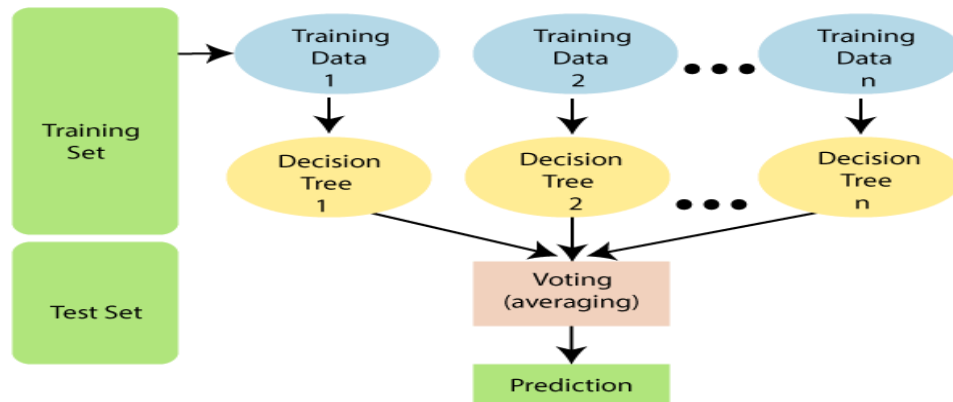 Training
Set
Test Set
Training
Data
1
Training
Data
2
Training
Data
n
Decision
Tree
1
Decision
Tree
2
Decision
Tree
n
Voting
(averaging)
Prediction